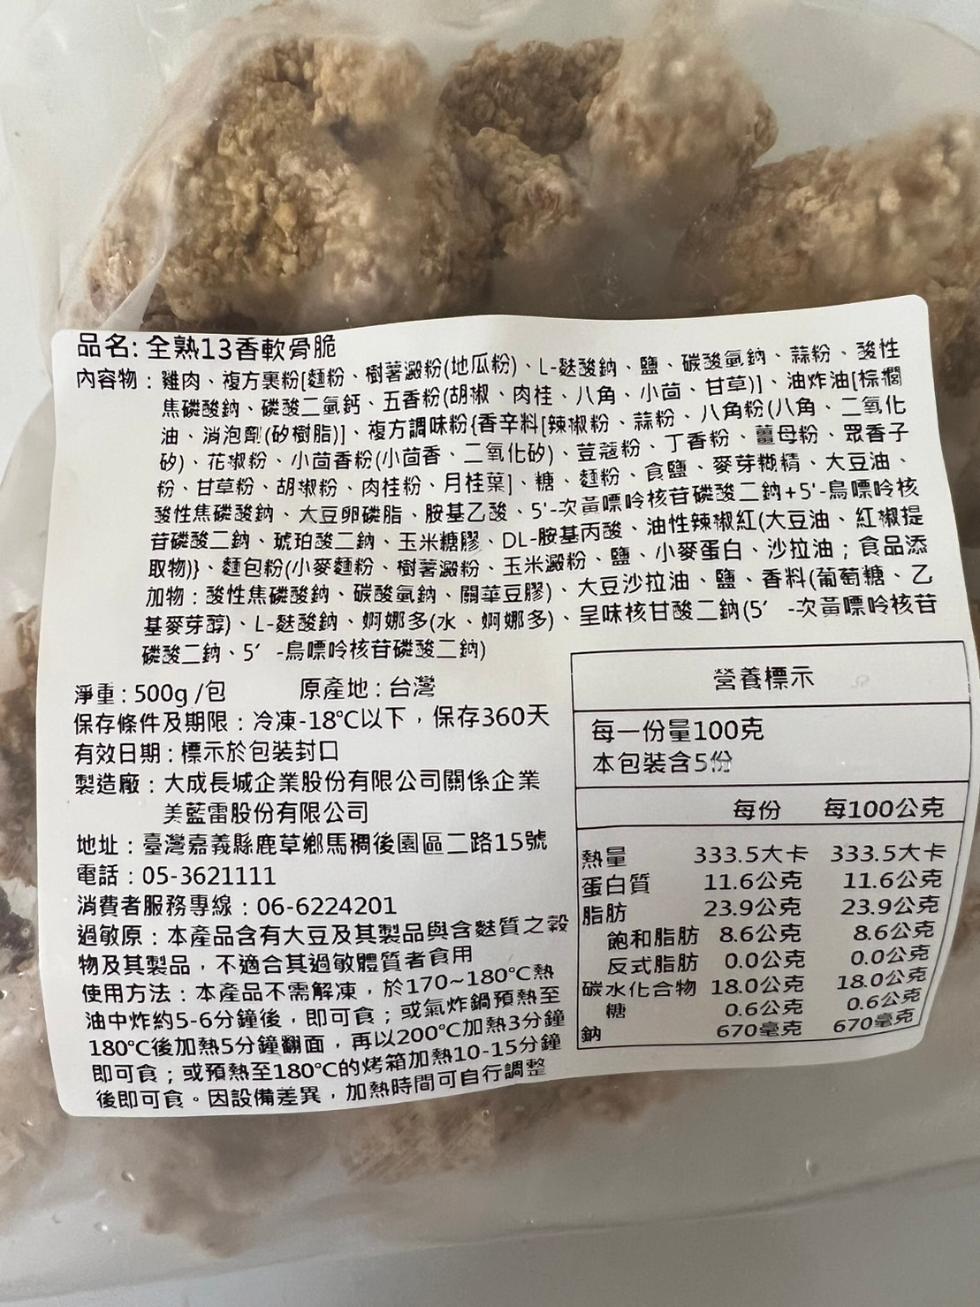 品名: 全熟13香軟骨脆
內容物：雞肉、複方裹粉[麵粉、樹薯澱粉(地瓜粉)、L-麩酸鈉、鹽、碳酸氫鈉、蒜粉、酸性
焦磷酸鈉、磷酸二氫鈣、五香粉(胡椒、肉桂、八角、小茴、甘草)]、油炸油[棕櫚
油、消泡劑(矽樹脂)]、複方調味粉{香辛料[辣椒粉、蒜粉、八角粉(八角、二氧化
矽)、花椒粉、小茴香粉(小茴香、二氧化矽)、荳蔻粉、丁香粉、薑母粉、眾香子
粉、甘草粉、胡椒粉、肉桂粉、月桂葉]、糖、麵粉、食鹽、麥芽糊精、大豆油、
酸性焦磷酸鈉、大豆卵磷脂、胺基乙酸、5'-次黃嘌呤核苷磷酸二鈉+5'-鳥嘌呤核
苷磷酸二鈉、琥珀酸二鈉、玉米糖膠、DL-胺基丙酸、油性辣椒紅(大豆油、紅椒提
取物)}、麵包粉(小麥麵粉、樹薯澱粉、玉米澱粉、鹽、小麥蛋白、沙拉油；食品添
加物：酸性焦磷酸鈉、碳酸氫鈉、關華豆膠)、大豆沙拉油、鹽、香料(葡萄糖、乙
基麥芽醇)、L-麩酸鈉、婀娜多(水、婀娜多)、呈味核甘酸二鈉(5' -次黃嘌呤核苷
磷酸二鈉、5' -鳥嘌呤核苷磷酸二鈉)
淨重：500g /包 原產地：台灣
保存條件及期限：冷凍-18℃以下，保存360天
有效日期：標示於包裝封口
製造廠：大成長城企業股份有限公司關係企業
美藍雷股份有限公司
地址：臺灣嘉義縣鹿草鄉馬稠後園區二路15號
電話：05-3621111
消費者服務專線：06-6224201
過敏原：本產品含有大豆及其製品與含麩質之穀
物及其製品，不適合其過敏體質者食用
使用方法：本產品不需解凍，於170~180℃熱
油中炸約5-6分鐘後，即可食；或氣炸鍋預熱至
180℃後加熱5分鐘翻面，再以200℃加熱3分鐘
即可食；或預熱至180℃的烤箱加熱10-15分鐘
後即可食。因設備差異，加熱時間可自行調整
營養標示
每一份量100克
本包裝含5份
每份 每100公克
熱量 333.5大卡 333.5大卡
蛋白質 11.6公克 11.6公克
脂肪 23.9公克 23.9公克
飽和脂肪 8.6公克 8.6公克
反式脂肪 0.0公克 0.0公克
碳水化合物 18.0公克 18.0公克
糖 0.6公克 0.6公克
鈉 670毫克 670毫克